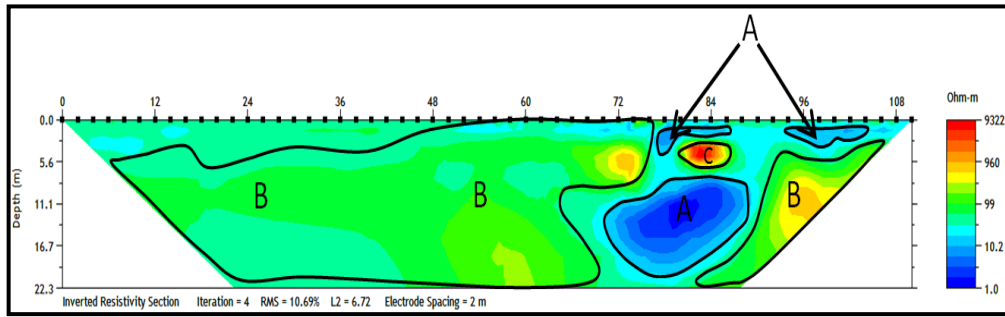 A
Ohm-m
0 12 24 36 48 60 72 84 96 108
0.0 9322
5.6 960
11.1 99
16.7 10.2
22.3 1.0
Depth (m)
B B A B
C
Inverted Resistivity Section Iteration = 4 RMS = 10.69% L2 = 6.72 Electrode Spacing = 2 m